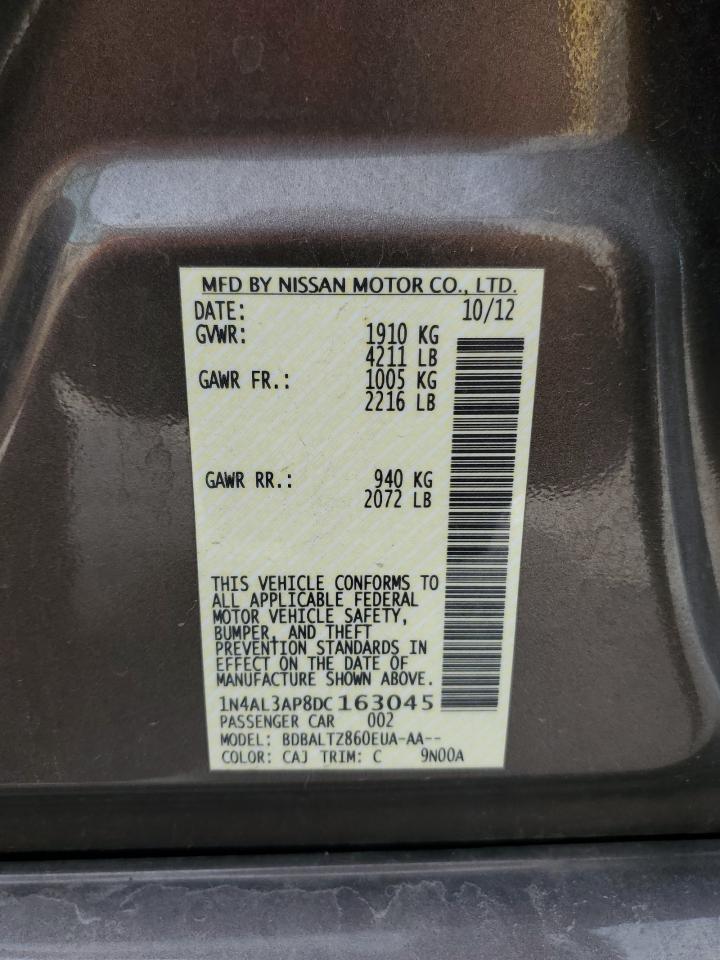 MFD BY NISSAN MOTOR CO., LTD.
DATE: 10/12
GVWR: 1910 KG
4211 LB
GAWR FR.: 1005 KG
2216 LB
GAWR RR.: 940 KG
2072 LB
THIS VEHICLE CONFORMS TO
ALL APPLICABLE FEDERAL
MOTOR VEHICLE SAFETY,
BUMPER, AND THEFT
PREVENTION STANDARDS IN
EFFECT ON THE DATE OF
MANUFACTURE SHOWN ABOVE.
1N4AL3AP8DC163045
PASSENGER CAR 002
MODEL: BDBALTZ860EUA-AA--
COLOR: CAJ TRIM: C 9N00A